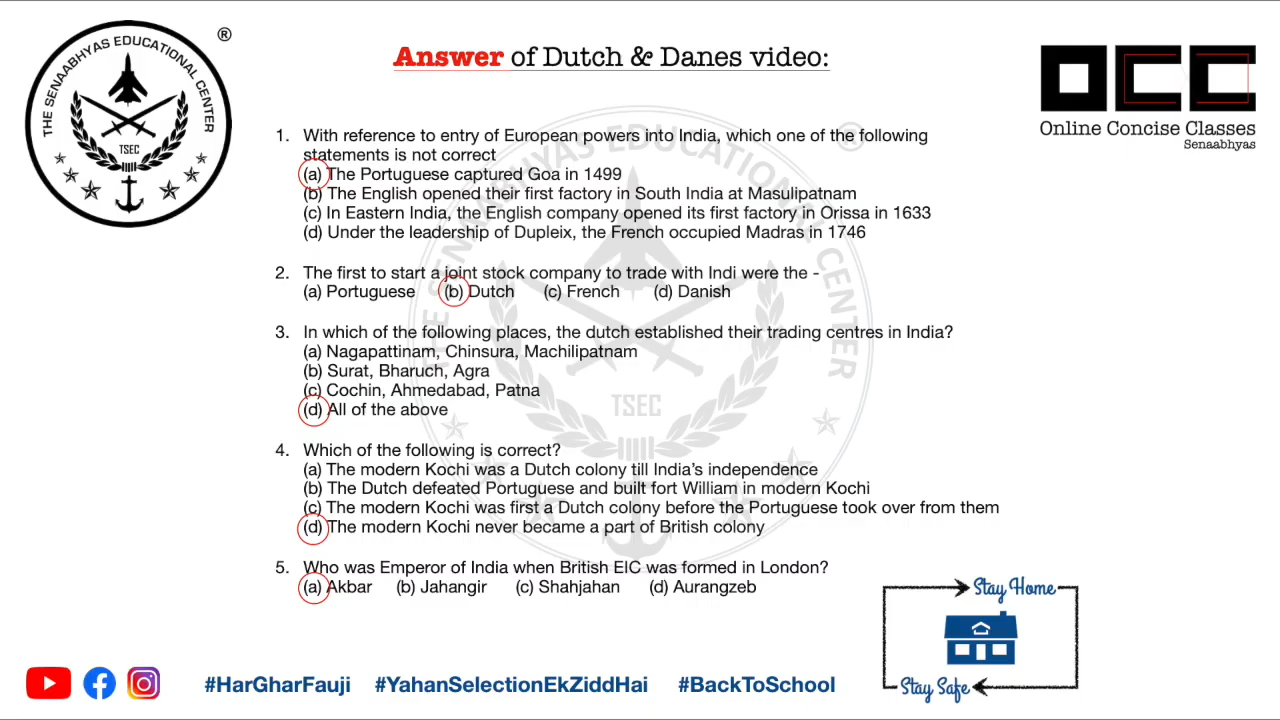 THE SENAABHYAS EDUCATIONAL CENTER
TSEC
®
Answer of Dutch & Danes video:
OCC
Online Concise Classes
Senaabhyas
1. With reference to entry of European powers into India, which one of the following
statements is not correct
(a) The Portuguese captured Goa in 1499
(b) The English opened their first factory in South India at Masulipatnam
(c) In Eastern India, the English company opened its first factory in Orissa in 1633
(d) Under the leadership of Dupleix, the French occupied Madras in 1746
2. The first to start a joint stock company to trade with Indi were the -
(a) Portuguese (b) Dutch (c) French (d) Danish
3. In which of the following places, the dutch established their trading centres in India?
(a) Nagapattinam, Chinsura, Machilipatnam
(b) Surat, Bharuch, Agra
(c) Cochin, Ahmedabad, Patna
(d) All of the above
4. Which of the following is correct?
(a) The modern Kochi was a Dutch colony till India's independence
(b) The Dutch defeated Portuguese and built fort William in modern Kochi
(c) The modern Kochi was first a Dutch colony before the Portuguese took over from them
(d) The modern Kochi never became a part of British colony
5. Who was Emperor of India when British EIC was formed in London?
(a) Akbar (b) Jahangir (c) Shahjahan (d) Aurangzeb
THE SENAABHYAS EDUCATIONAL CENTER
®
TSEC
Stay Home
Stay Safe
#HarGharFauji #YahanSelectionEkZiddHai #BackToSchool